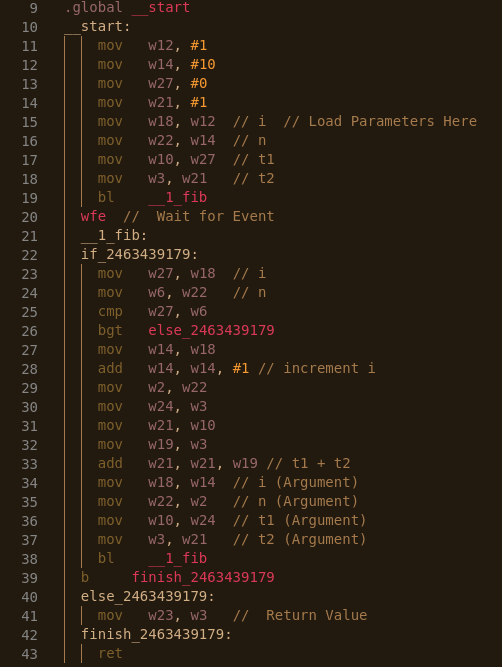 9 .global __start
10 __start:
11 mov w12, #1
12 mov w14, #10
13 mov w27, #0
14 mov w21, #1
15 mov w18, w12 // i // Load Parameters Here
16 mov w22, w14 // n
17 mov w10, w27 // t1
18 mov w3, w21 // t2
19 bl __1_fib
20 wfe // Wait for Event
21 __1_fib:
22 if_2463439179:
23 mov w27, w18 // i
24 mov w6, w22 // n
25 cmp w27, w6
26 bgt else_2463439179
27 mov w14, w18
28 add w14, w14, #1 // increment i
29 mov w2, w22
30 mov w24, w3
31 mov w21, w10
32 mov w19, w3
33 add w21, w21, w19 // t1 + t2
34 mov w18, w14 // i (Argument)
35 mov w22, w2 // n (Argument)
36 mov w10, w24 // t1 (Argument)
37 mov w3, w21 // t2 (Argument)
38 bl __1_fib
39 b finish_2463439179
40 else_2463439179:
41 mov w23, w3 // Return Value
42 finish_2463439179:
43 ret